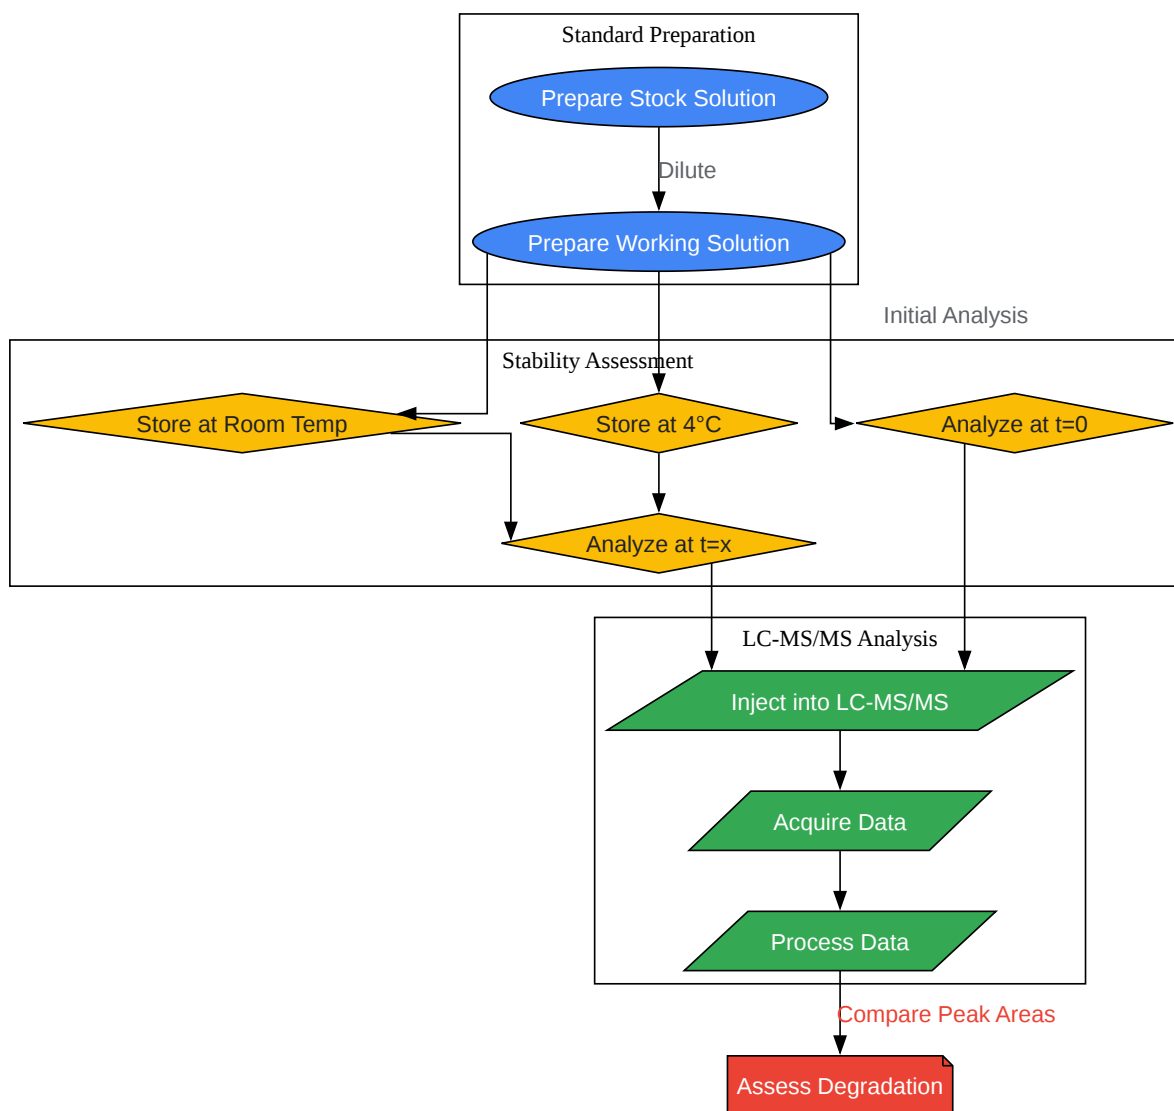 Standard Preparation
Prepare Stock Solution
Dilute
Prepare Working Solution
Initial Analysis
Stability Assessment
Store at Room Temp
Store at 4°C
Analyze at t=0
Analyze at t=x
LC-MS/MS Analysis
Inject into LC-MS/MS
Acquire Data
Process Data
Compare Peak Areas
Assess Degradation